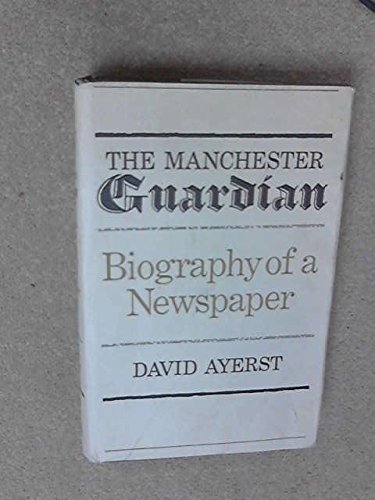 THE MANCHESTER
Guardian
Biography of a
Newspaper
DAVID AYERST